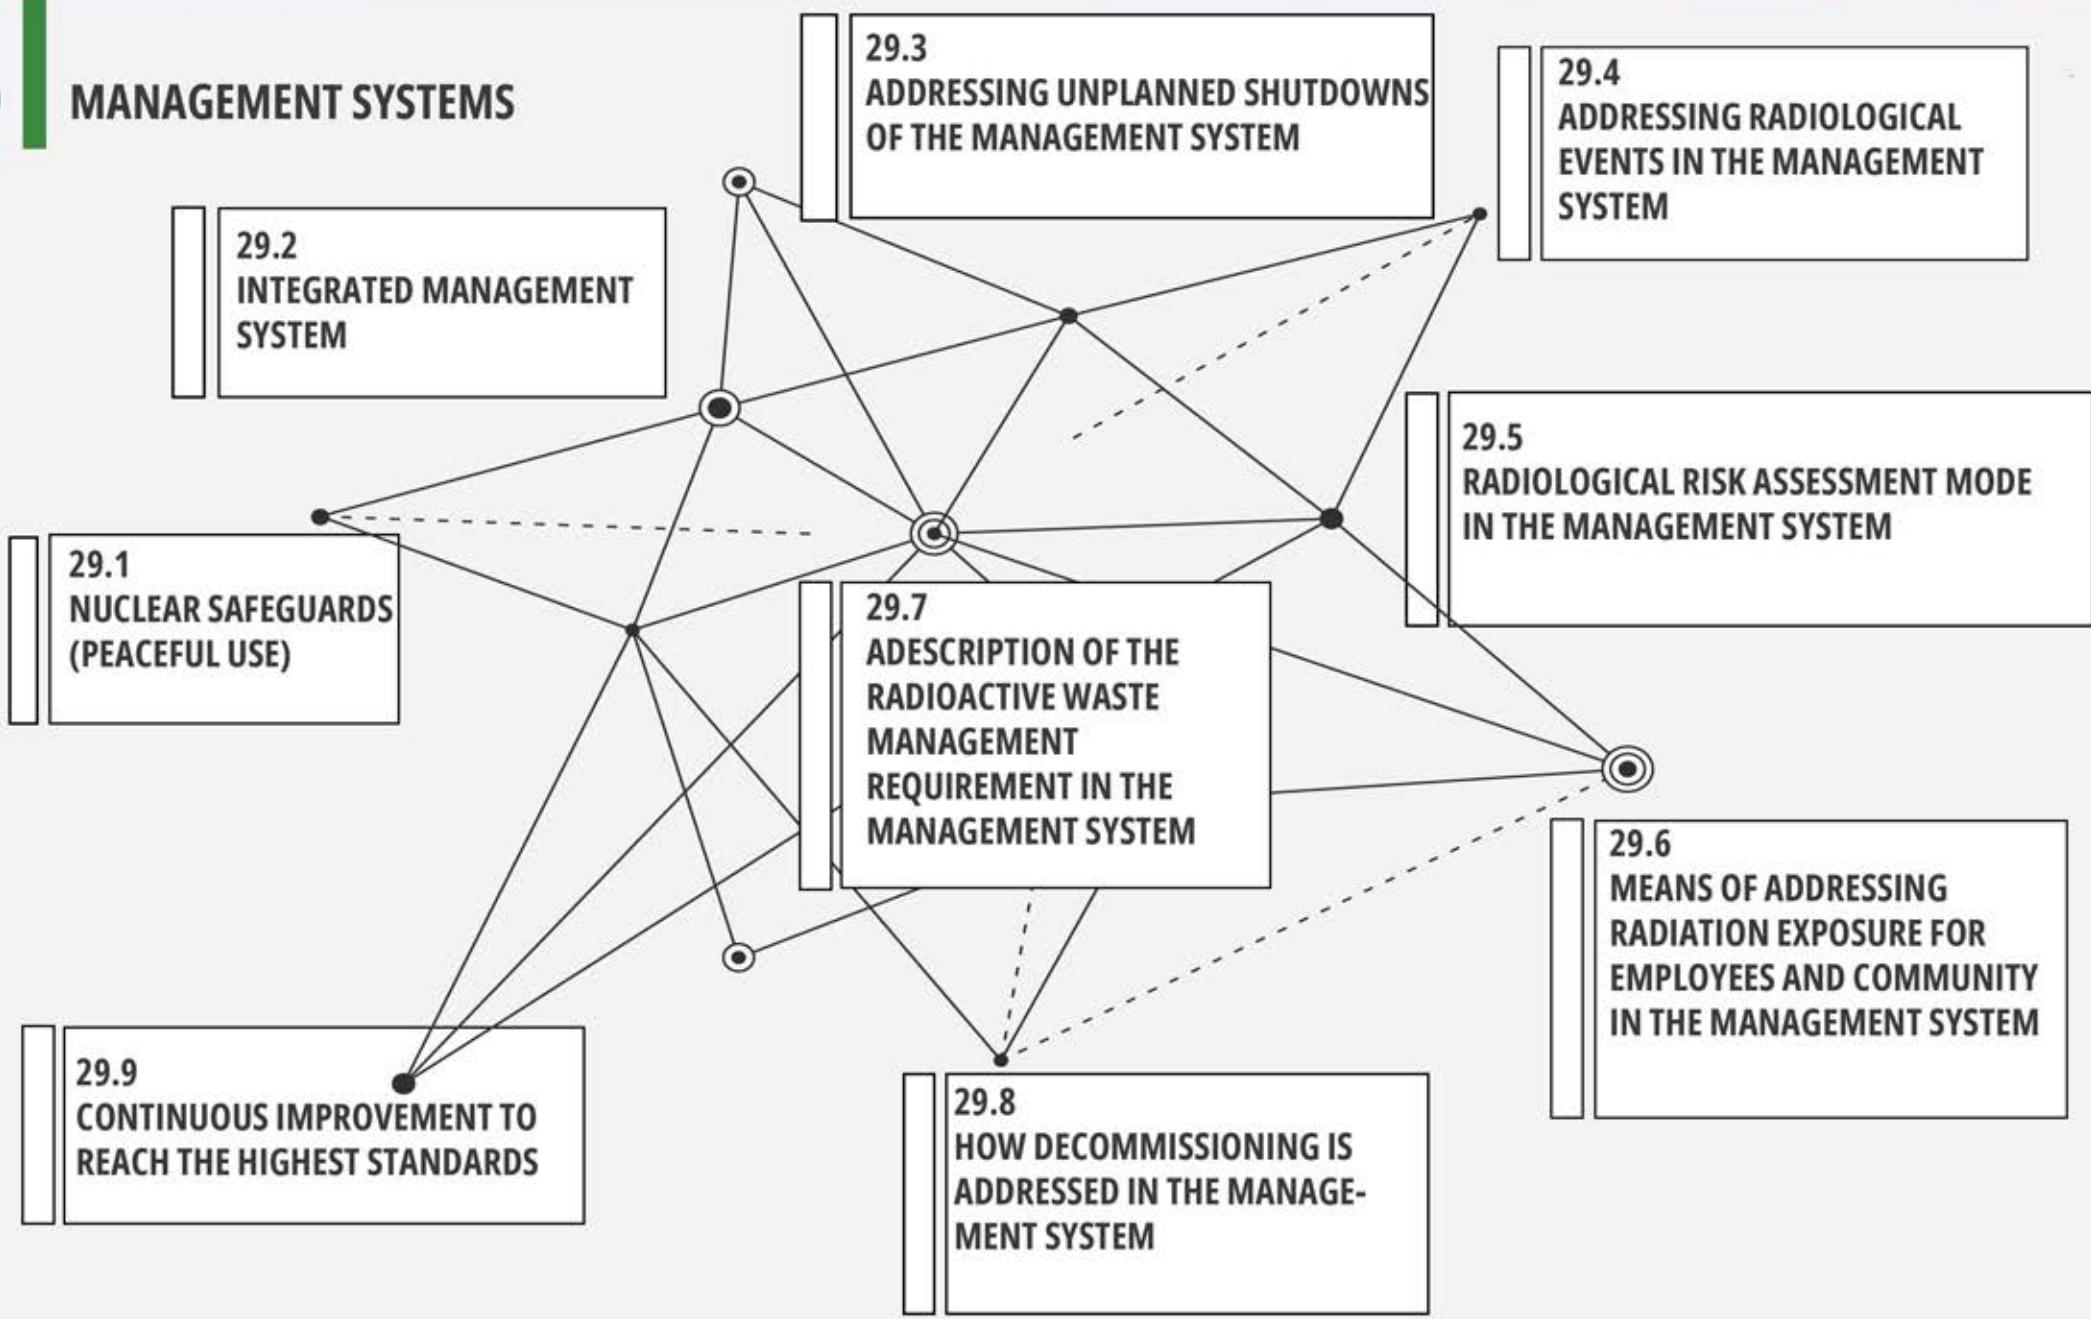 MANAGEMENT SYSTEMS
29.1
NUCLEAR SAFEGUARDS
(PEACEFUL USE)
29.2
INTEGRATED MANAGEMENT
SYSTEM
29.3
ADDRESSING UNPLANNED SHUTDOWNS
OF THE MANAGEMENT SYSTEM
29.4
ADDRESSING RADIOLOGICAL
EVENTS IN THE MANAGEMENT
SYSTEM
29.5
RADIOLOGICAL RISK ASSESSMENT MODE
IN THE MANAGEMENT SYSTEM
29.6
MEANS OF ADDRESSING
RADIATION EXPOSURE FOR
EMPLOYEES AND COMMUNITY
IN THE MANAGEMENT SYSTEM
29.7
ADESCRIPTION OF THE
RADIOACTIVE WASTE
MANAGEMENT
REQUIREMENT IN THE
MANAGEMENT SYSTEM
29.8
HOW DECOMMISSIONING IS
ADDRESSED IN THE MANAGE-
MENT SYSTEM
29.9
CONTINUOUS IMPROVEMENT TO
REACH THE HIGHEST STANDARDS